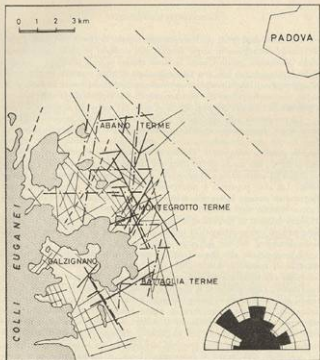 0 1 2 3 km
PADOVA
ABANO TERME
MONTEGROTTO TERME
GALZIGNANO
BATTAGLIA TERME
COLLI EUGANEI